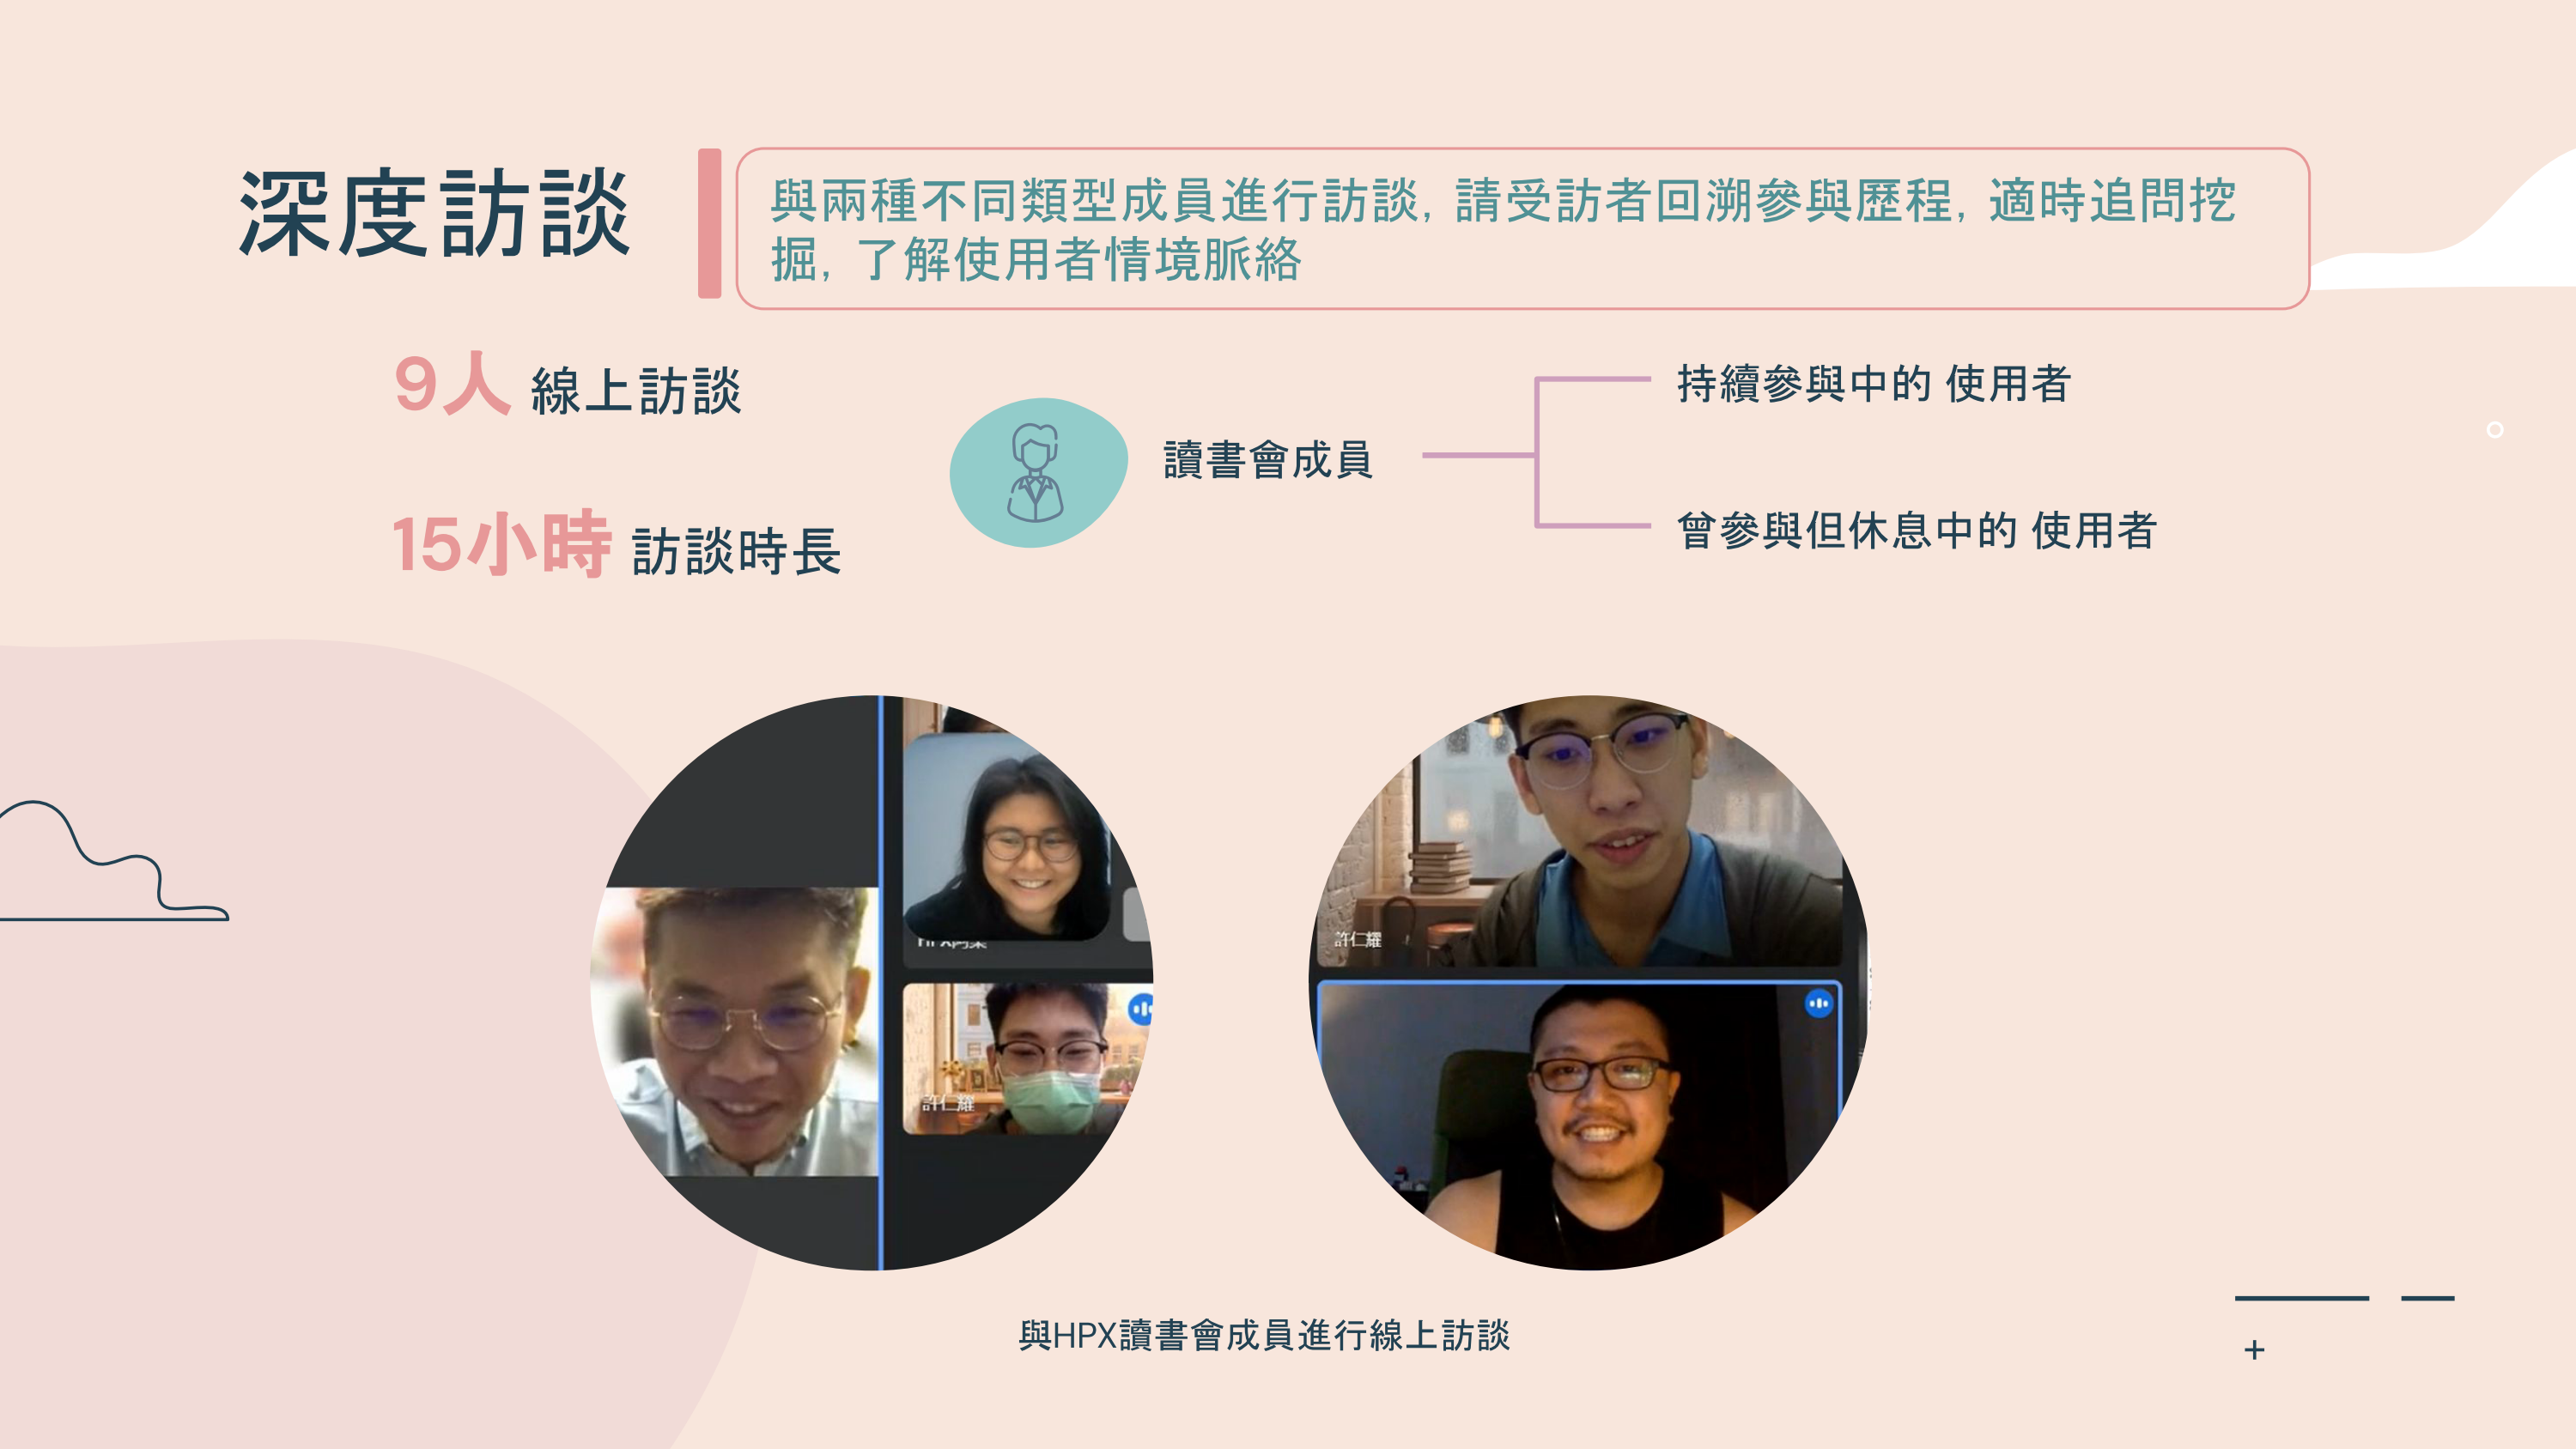 深度訪談
與兩種不同類型成員進行訪談, 請受訪者回溯參與歷程, 適時追問挖
掘, 了解使用者情境脈絡
9人 線上訪談
15小時 訪談時長
讀書會成員
持續參與中的 使用者
曾參與但休息中的 使用者
許仁耀
許仁耀
與HPX讀書會成員進行線上訪談